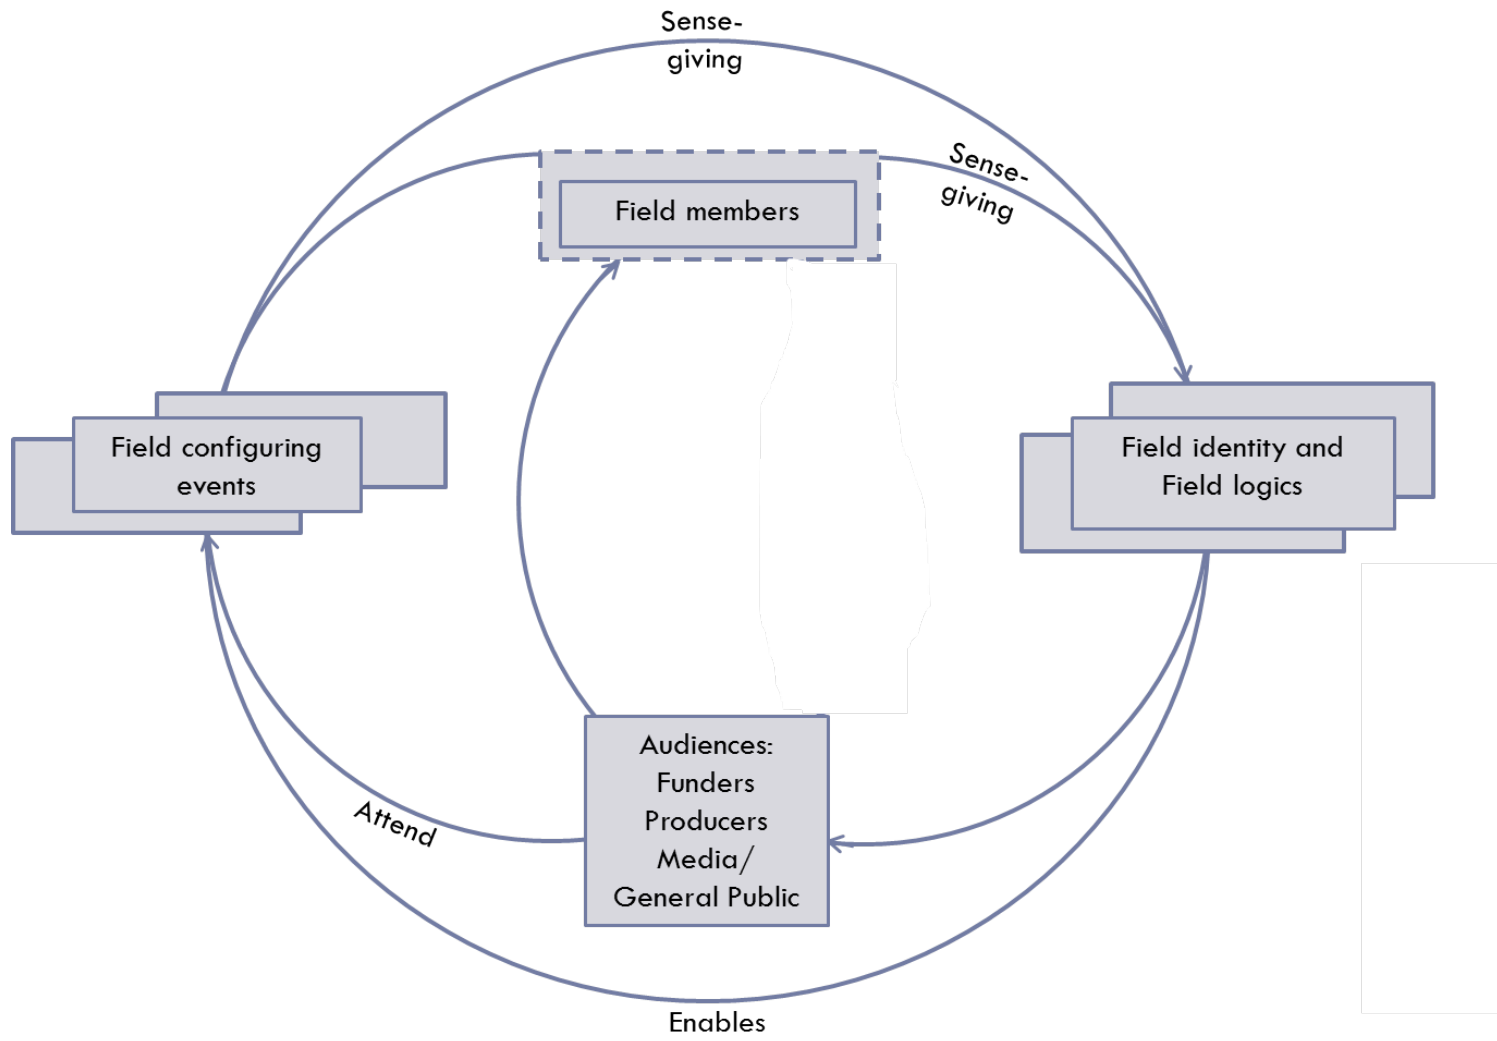 Sense-
giving
Sense-
giving
Field members
Field configuring
events
Field identity and
Field logics
Audiences:
Funders
Producers
Media/
General Public
Attend
Enables